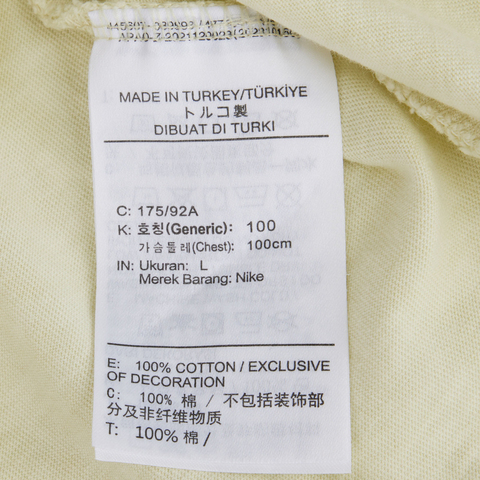 MADE IN TURKEY/TÜRKİYE
トルコ製
DIBUAT DI TURKI
C: 175/92A
K: 호칭(Generic): 100
가슴둘레(Chest): 100cm
IN: Ukuran: L
Merek Barang: Nike
E: 100% COTTON / EXCLUSIVE
OF DECORATION
C: 100% 棉 / 不包括装饰部
分及非纤维物质
T: 100% 棉 /